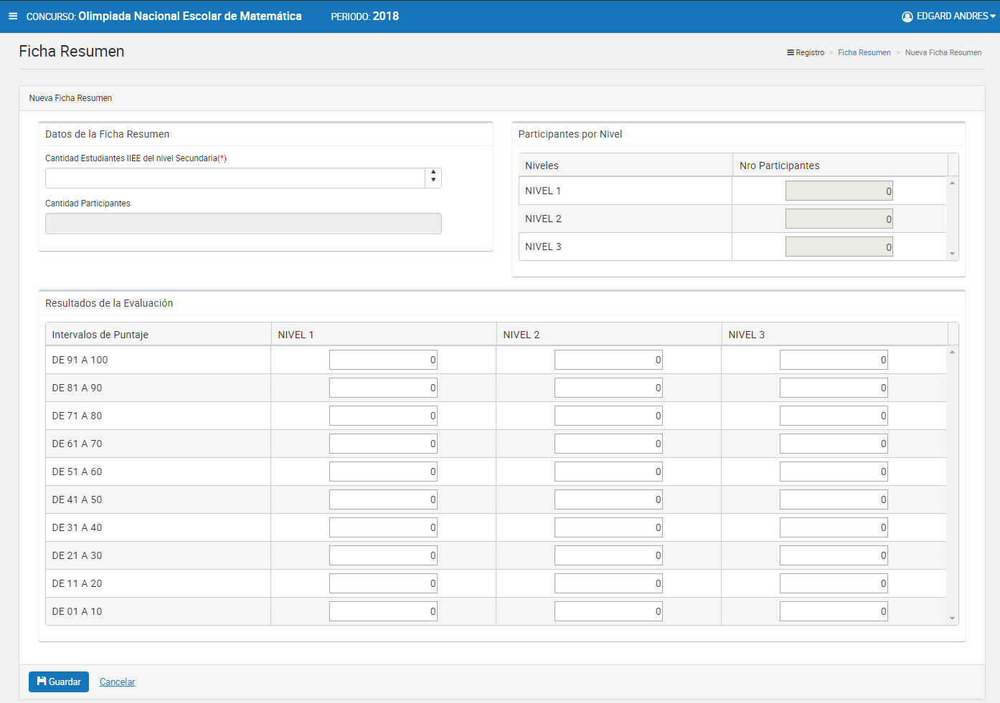 CONCURSO: Olimpiada Nacional Escolar de Matemática PERIODO: 2018 EDGARD ANDRES
Ficha Resumen
Registro > Ficha Resumen > Nueva Ficha Resumen
Nueva Ficha Resumen
Datos de la Ficha Resumen
Cantidad Estudiantes IIEE del nivel Secundaria(*)
Cantidad Participantes
Participantes por Nivel
Niveles Nro Participantes
NIVEL 1 0
NIVEL 2 0
NIVEL 3 0
Resultados de la Evaluación
Intervalos de Puntaje NIVEL 1 NIVEL 2 NIVEL 3
DE 91 A 100 0 0 0
DE 81 A 90 0 0 0
DE 71 A 80 0 0 0
DE 61 A 70 0 0 0
DE 51 A 60 0 0 0
DE 41 A 50 0 0 0
DE 31 A 40 0 0 0
DE 21 A 30 0 0 0
DE 11 A 20 0 0 0
DE 01 A 10 0 0 0
Guardar Cancelar